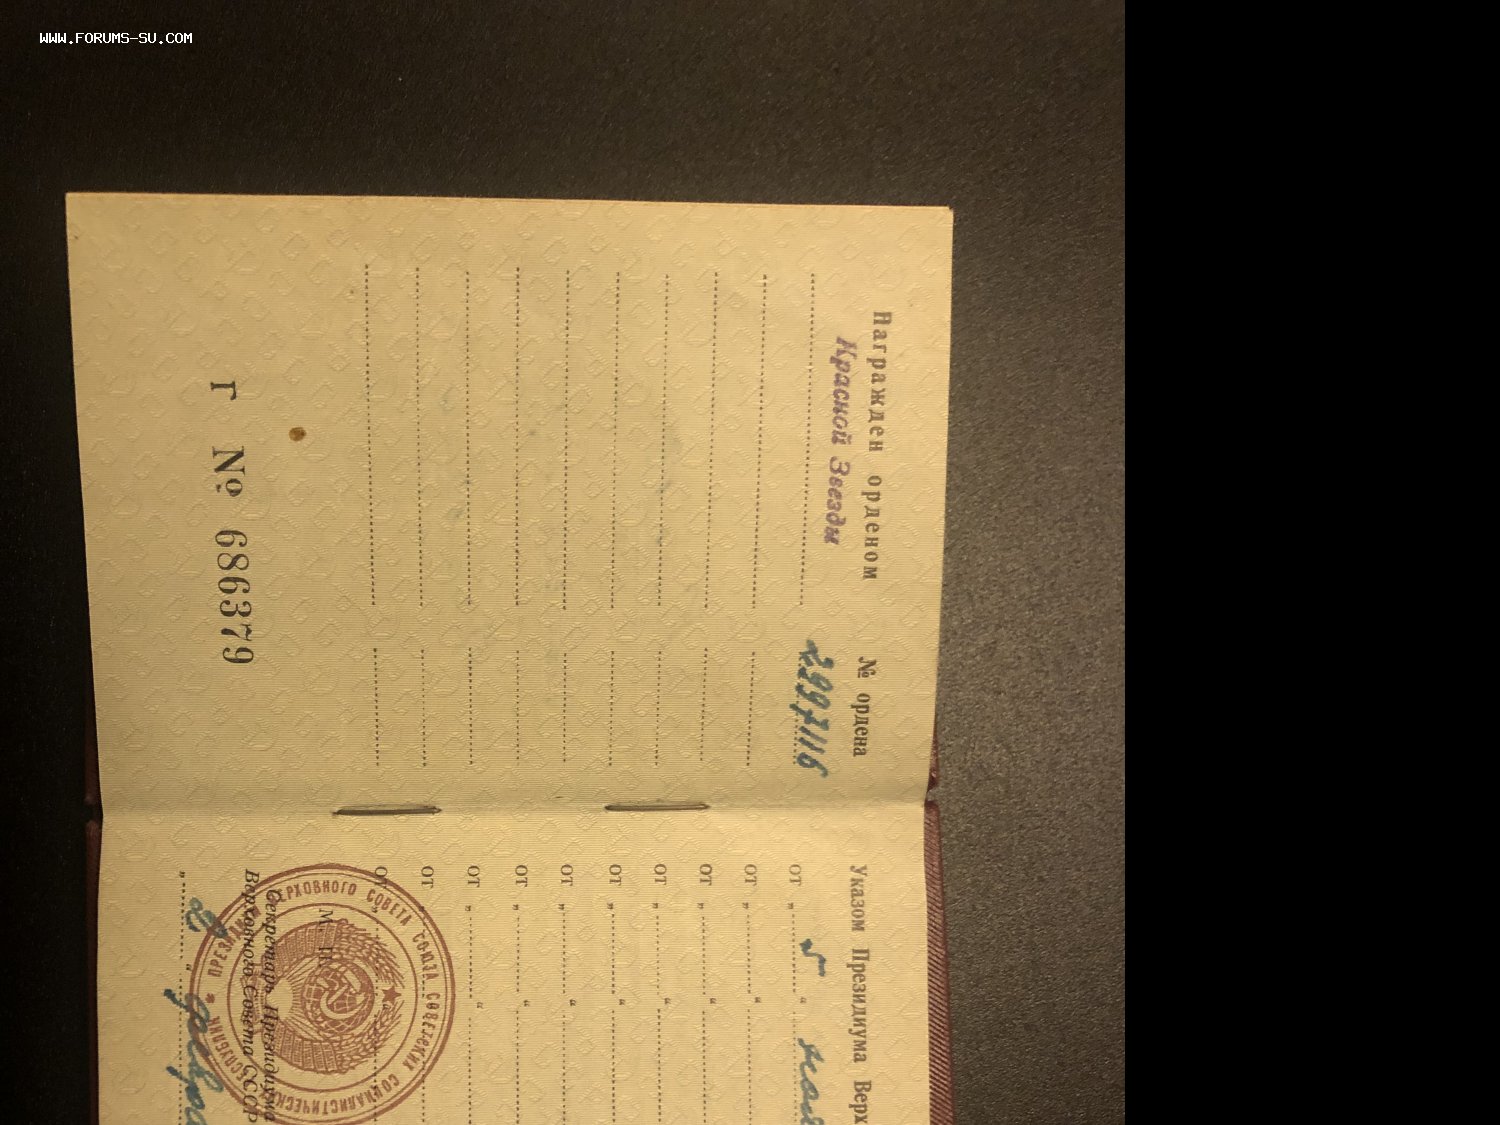 WWW.FORUMS-SU.COM
Награжден орденом
№ ордена
Красной Звезды
2997116
Г № 686379
Указом Президиума Верх
от „ 5 “
от „ “
от „ “
от „ “
от „ “
от „ “
от „ “
от „ “
от „
от „
М. П.
Секретарь Президиума
Верховного Совета СССР
„ 2 “
ПРЕЗИДИУМ ВЕРХОВНОГО СОВЕТА СОЮЗА СОВЕТСКИХ СОЦИАЛИСТИЧЕСКИХ РЕСПУБЛИК